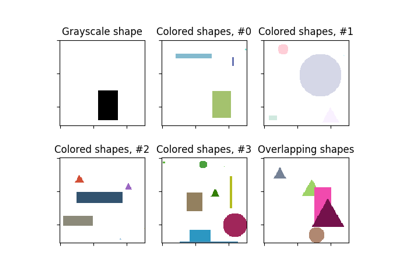 Grayscale shape
Colored shapes, #0
Colored shapes, #1
Colored shapes, #2
Colored shapes, #3
Overlapping shapes